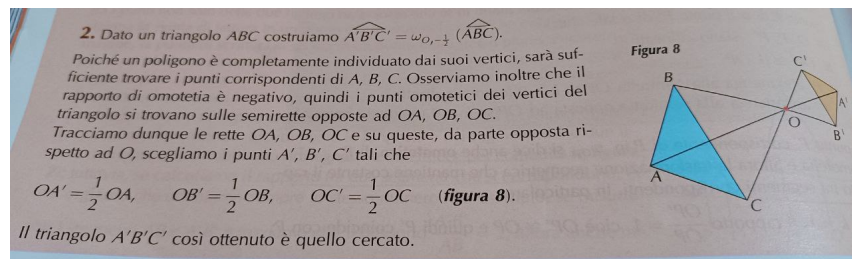 2. Dato un triangolo ABC costruiamo A'B'C' = ω_{O,-1/2} (ABC).
Poiché un poligono è completamente individuato dai suoi vertici, sarà suf-
ficiente trovare i punti corrispondenti di A, B, C. Osserviamo inoltre che il
rapporto di omotetia è negativo, quindi i punti omotetici dei vertici del
triangolo si trovano sulle semirette opposte ad OA, OB, OC.
Tracciamo dunque le rette OA, OB, OC e su queste, da parte opposta ri-
spetto ad O, scegliamo i punti A', B', C' tali che
OA' = 1/2 OA, OB' = 1/2 OB, OC' = 1/2 OC (figura 8).
Il triangolo A'B'C' così ottenuto è quello cercato.
Figura 8
C'
B
A'
O
B'
A
C